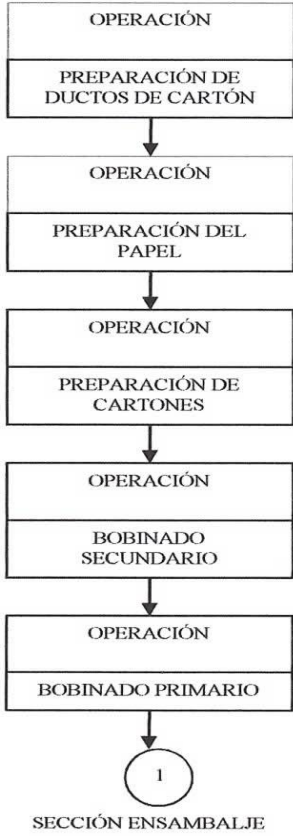 OPERACIÓN
PREPARACIÓN DE
DUCTOS DE CARTÓN
OPERACIÓN
PREPARACIÓN DEL
PAPEL
OPERACIÓN
PREPARACIÓN DE
CARTONES
OPERACIÓN
BOBINADO
SECUNDARIO
OPERACIÓN
BOBINADO PRIMARIO
1
SECCIÓN ENSAMBALJE